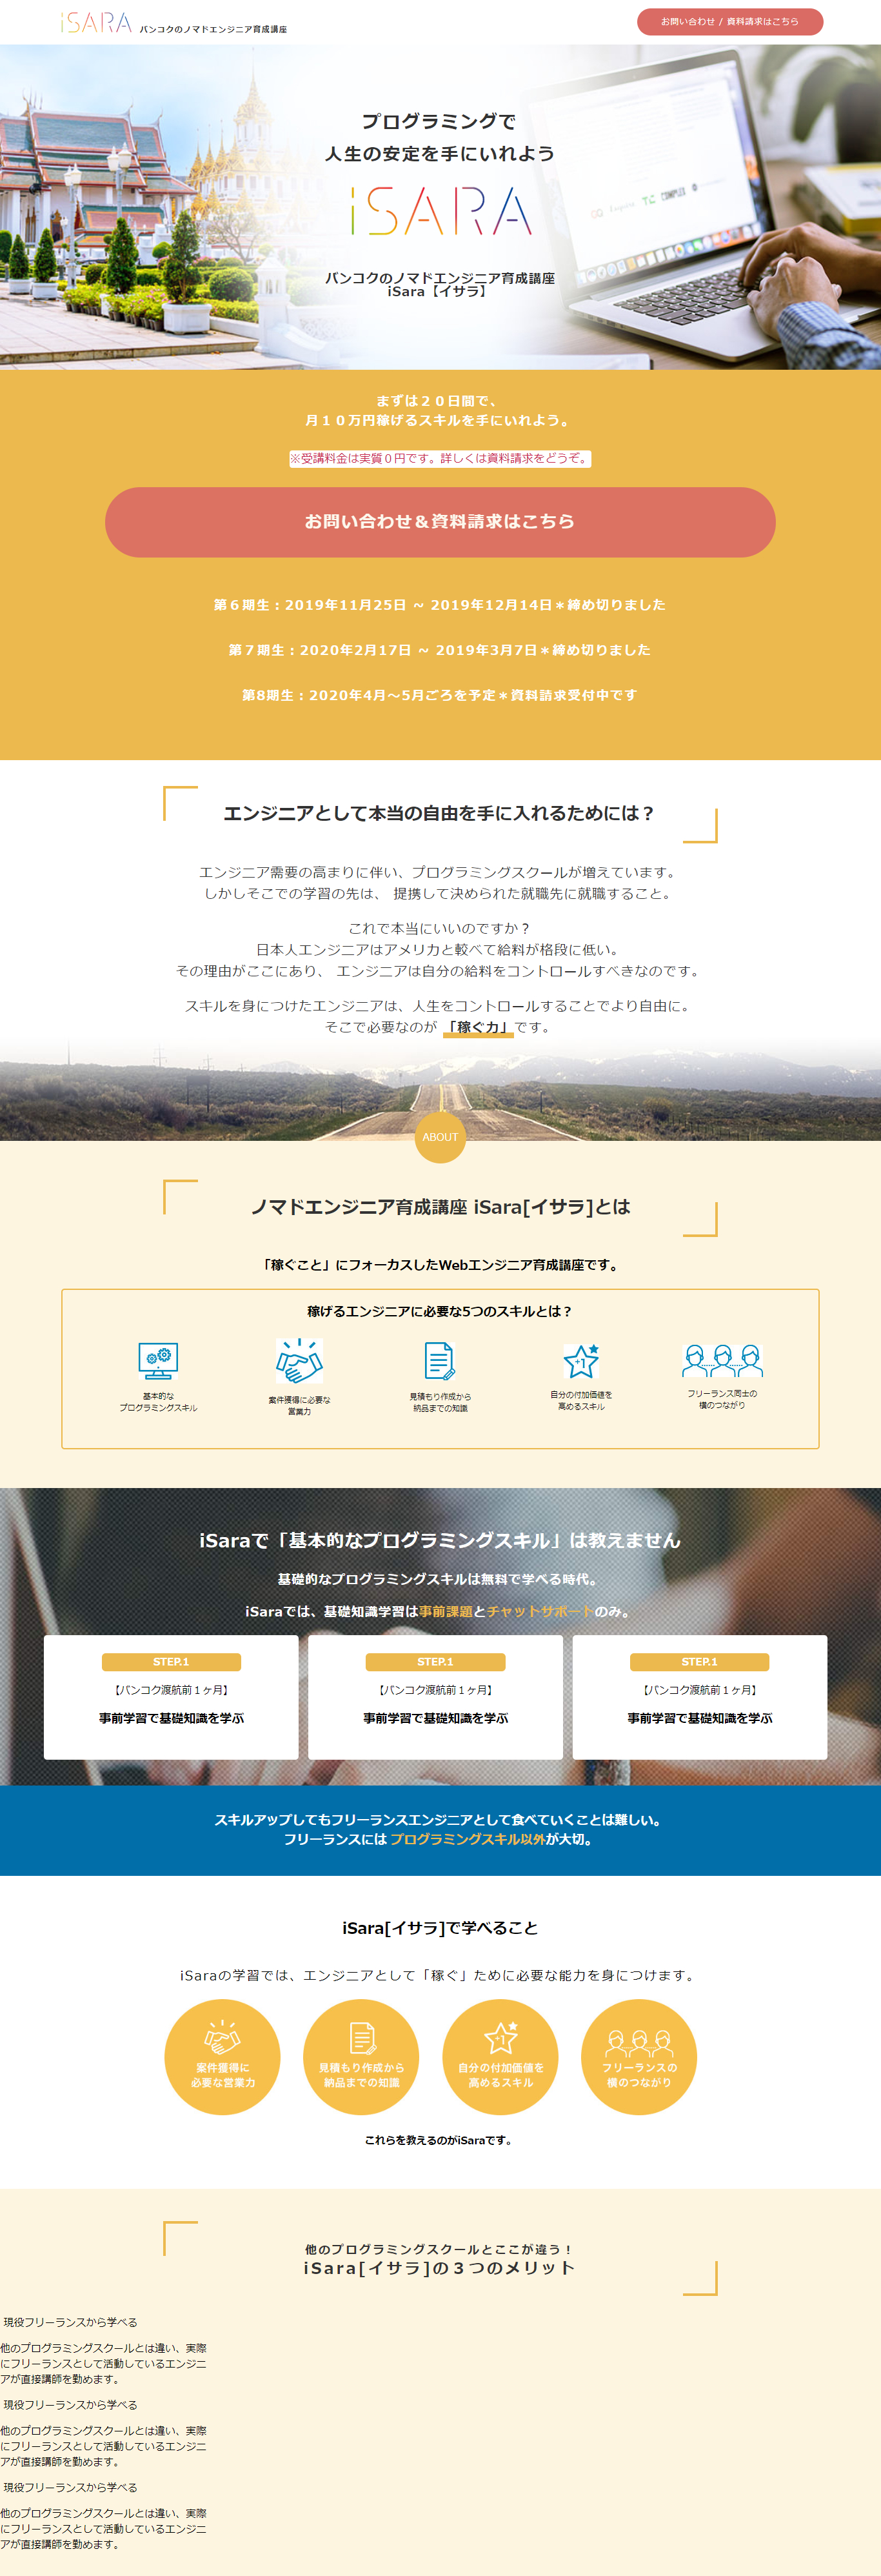 iSARA バンコクのノマドエンジニア育成講座
お問い合わせ / 資料請求はこちら
プログラミングで
人生の安定を手にいれよう
iSARA
バンコクのノマドエンジニア育成講座
iSara【イサラ】
まずは２０日間で、
月１０万円稼げるスキルを手にいれよう。
※受講料金は実質０円です。詳しくは資料請求をどうぞ。
お問い合わせ＆資料請求はこちら
第６期生：2019年11月25日 ~ 2019年12月14日＊締め切りました
第７期生：2020年2月17日 ~ 2019年3月7日＊締め切りました
第8期生：2020年4月〜5月ごろを予定＊資料請求受付中です
エンジニアとして本当の自由を手に入れるためには？
エンジニア需要の高まりに伴い、プログラミングスクールが増えています。
しかしそこでの学習の先は、 提携して決められた就職先に就職すること。
これで本当にいいのですか？
日本人エンジニアはアメリカと較べて給料が格段に低い。
その理由がここにあり、 エンジニアは自分の給料をコントロールすべきなのです。
スキルを身につけたエンジニアは、人生をコントロールすることでより自由に。
そこで必要なのが 「稼ぐ力」です。
ABOUT
ノマドエンジニア育成講座 iSara[イサラ]とは
「稼ぐこと」にフォーカスしたWebエンジニア育成講座です。
稼げるエンジニアに必要な5つのスキルとは？
基本的な
プログラミングスキル
案件獲得に必要な
営業力
見積もり作成から
納品までの知識
+1
自分の付加価値を
高めるスキル
フリーランス同士の
横のつながり
iSaraで「基本的なプログラミングスキル」は教えません
基礎的なプログラミングスキルは無料で学べる時代。
iSaraでは、基礎知識学習は事前課題とチャットサポートのみ。
STEP.1
【バンコク渡航前１ヶ月】
事前学習で基礎知識を学ぶ
STEP.1
【バンコク渡航前１ヶ月】
事前学習で基礎知識を学ぶ
STEP.1
【バンコク渡航前１ヶ月】
事前学習で基礎知識を学ぶ
スキルアップしてもフリーランスエンジニアとして食べていくことは難しい。
フリーランスには プログラミングスキル以外が大切。
iSara[イサラ]で学べること
iSaraの学習では、エンジニアとして「稼ぐ」ために必要な能力を身につけます。
案件獲得に
必要な営業力
見積もり作成から
納品までの知識
+1
自分の付加価値を
高めるスキル
フリーランスの
横のつながり
これらを教えるのがiSaraです。
他のプログラミングスクールとここが違う！
iSara[イサラ]の３つのメリット
現役フリーランスから学べる
他のプログラミングスクールとは違い、実際
にフリーランスとして活動しているエンジニ
アが直接講師を勤めます。
現役フリーランスから学べる
他のプログラミングスクールとは違い、実際
にフリーランスとして活動しているエンジニ
アが直接講師を勤めます。
現役フリーランスから学べる
他のプログラミングスクールとは違い、実際
にフリーランスとして活動しているエンジニ
アが直接講師を勤めます。